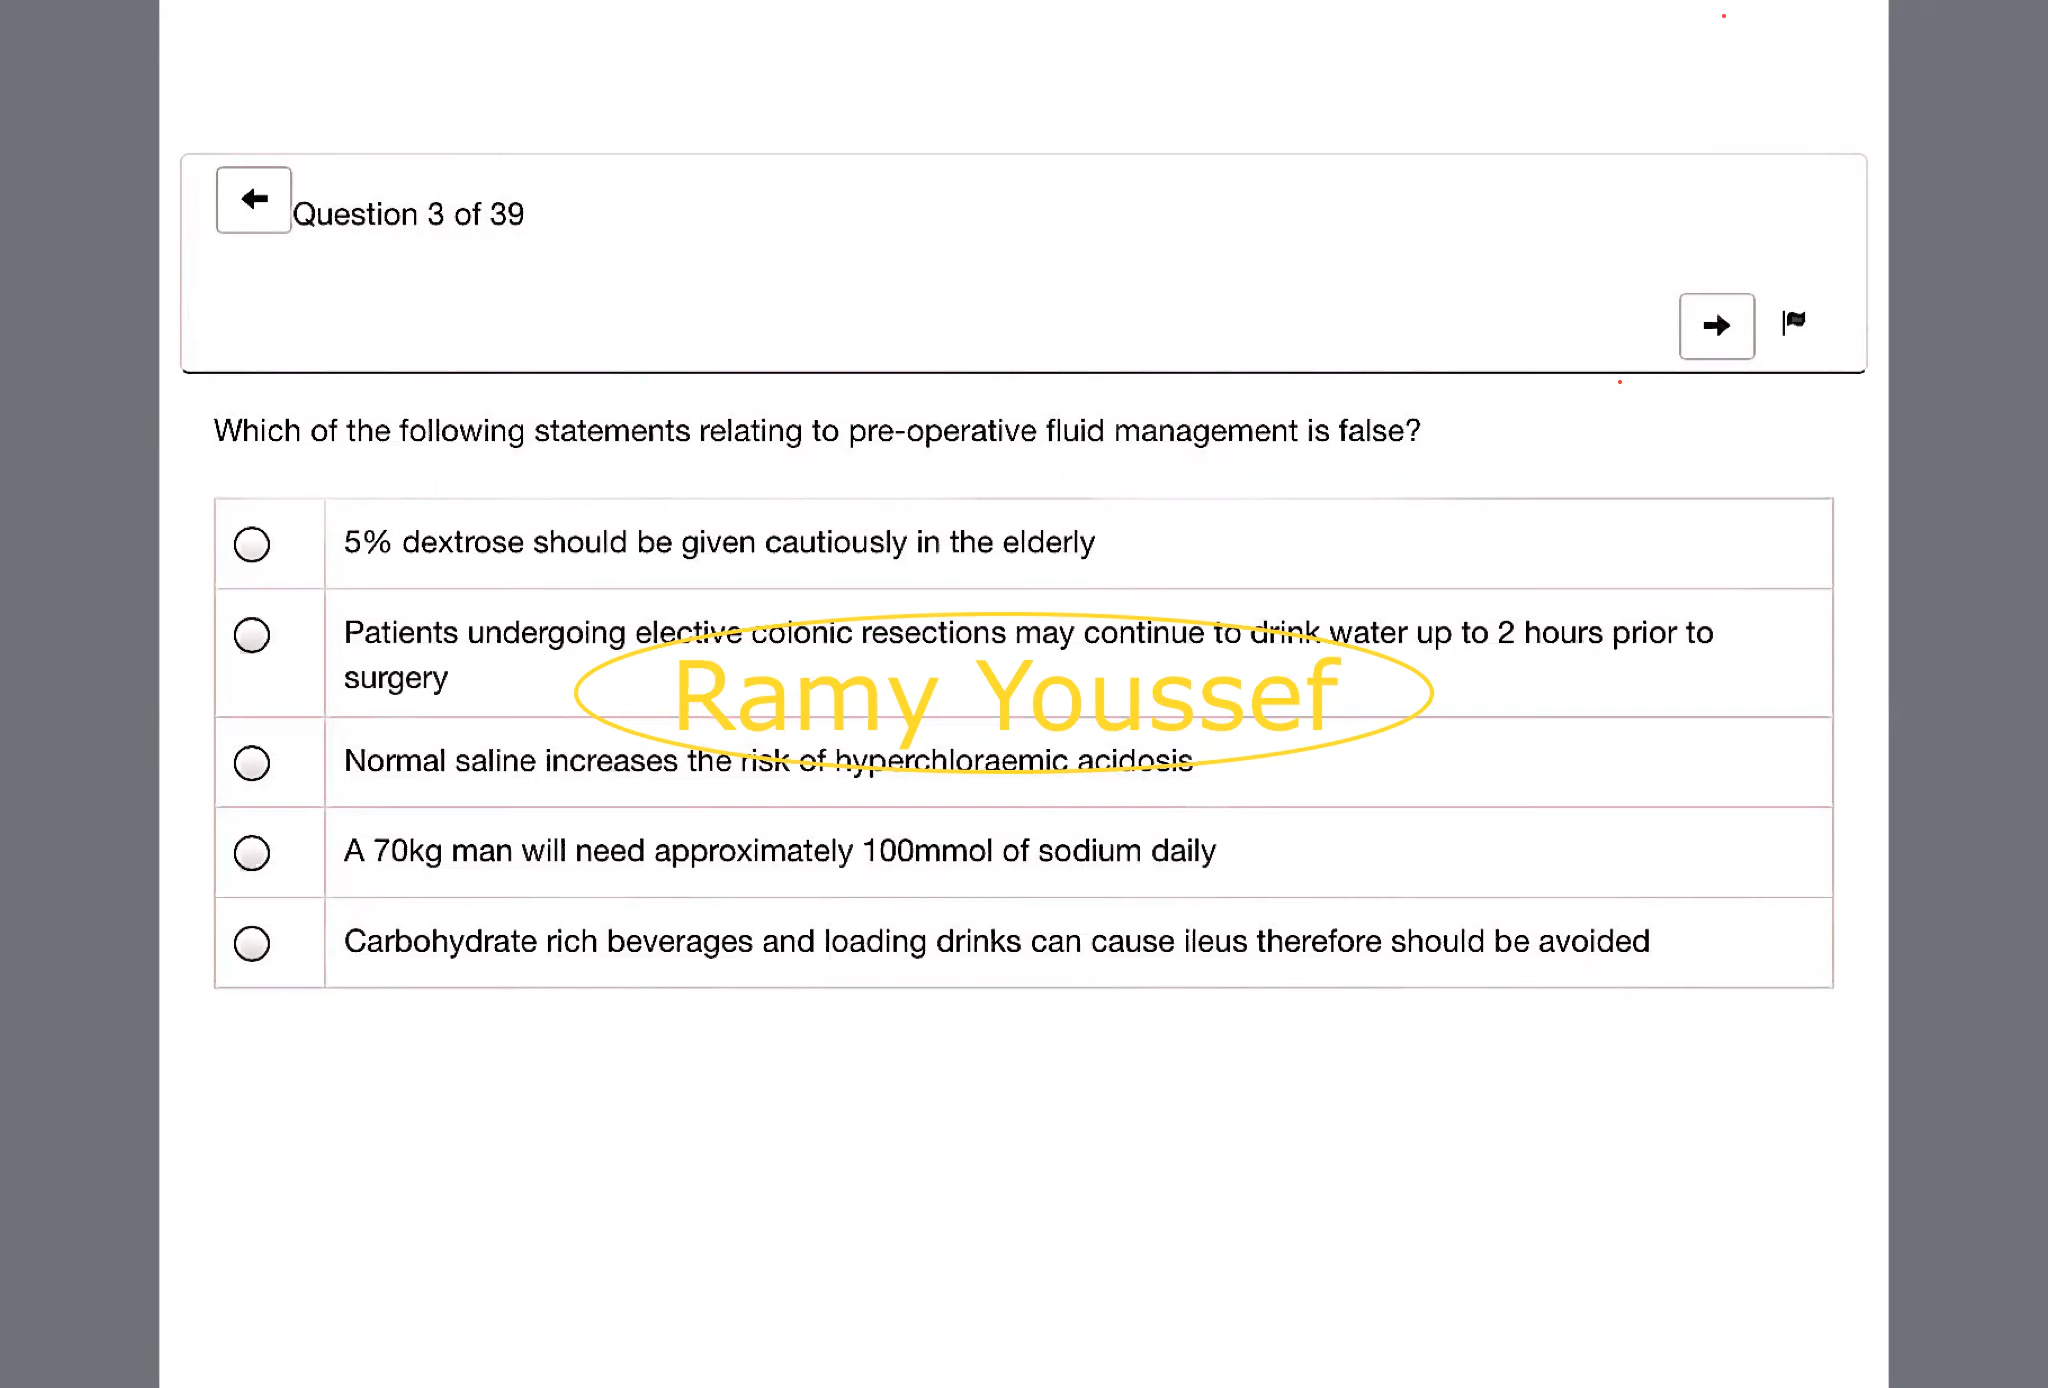 Question 3 of 39
Which of the following statements relating to pre-operative fluid management is false?
5% dextrose should be given cautiously in the elderly
Patients undergoing elective colonic resections may continue to drink water up to 2 hours prior to
surgery
Ramy Youssef
Normal saline increases the risk of hyperchloraemic acidosis
A 70kg man will need approximately 100mmol of sodium daily
Carbohydrate rich beverages and loading drinks can cause ileus therefore should be avoided